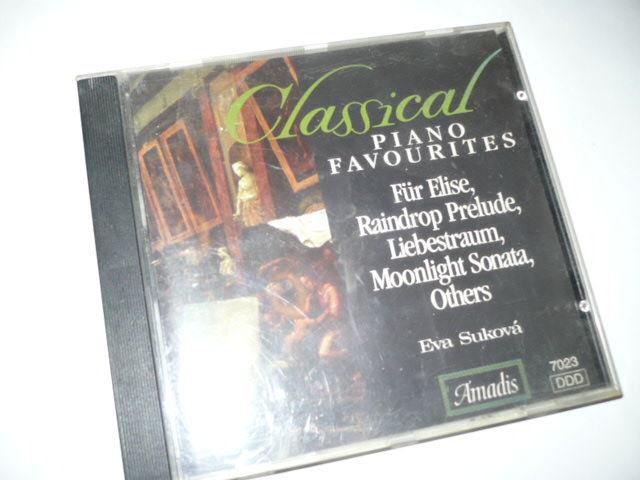 Classical
PIANO
FAVOURITES
Für Elise,
Raindrop Prelude,
Liebestraum,
Moonlight Sonata,
Others
Eva Suková
Amadis
7023
DDD